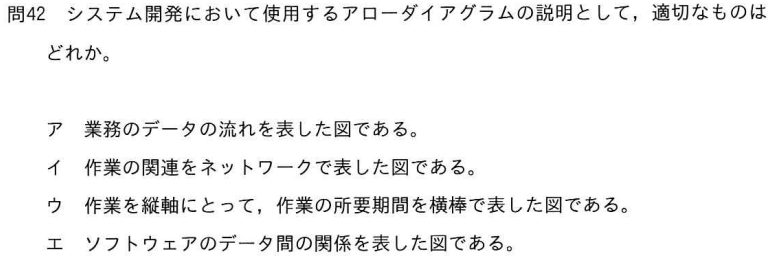 問42　システム開発において使用するアローダイアグラムの説明として，適切なものは
どれか。
ア　業務のデータの流れを表した図である。
イ　作業の関連をネットワークで表した図である。
ウ　作業を縦軸にとって，作業の所要期間を横棒で表した図である。
エ　ソフトウェアのデータ間の関係を表した図である。